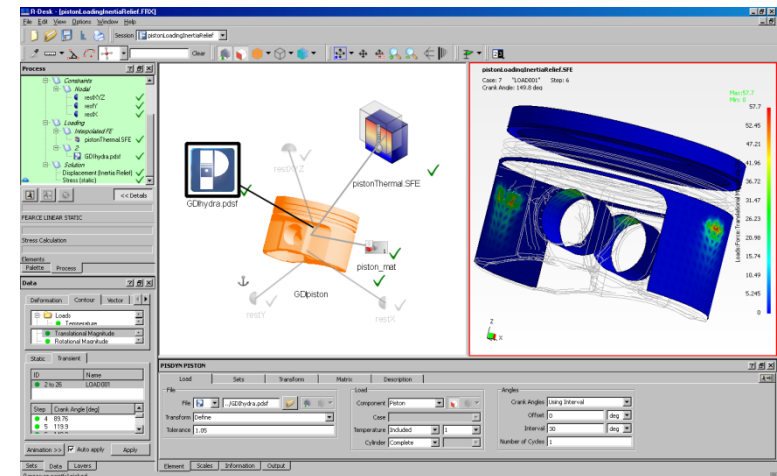 R-Desk - [pistonLoadingInertiaRelief.FRX]
File Edit View Options Window Help
Session pistonLoadingInertiaRelief
Clear
Process
Constraints
Nodal
restXYZ
restY
restX
Loading
Interpolated FE
pistonThermal.SFE
2
GDIhydra.pdsf
Solution
Displacement (Inertia Relief)
Stress (static)
<< Details
FEARCE LINEAR STATIC
Stress Calculation
Elements
Palette Process
Data
Deformation Contour Vector
Loads
Temperature
Translational Magnitude
Rotational Magnitude
Static Transient
ID Name
2 to 26 LOAD001
Step Crank Angle [deg]
4 89.76
5 119.9
Animation >> Auto apply Apply
Sets Data Layers
restXYZ
GDIhydra.pdsf
pistonThermal.SFE
piston_mat
GDIpiston
restY
restX
pistonLoadingInertiaRelief.SFE
Case: 7 "LOAD001" Step: 6
Crank Angle: 149.8 deg
Max:57.7
Min: 0
57.7
52.45
47.21
41.96
36.72
31.47
26.23
20.98
15.74
10.49
5.245
0
Loads:Force:Translational Magnitude
Z
X
PISDYN PISTON
Load Sets Transform Matrix Description
File
File ../GDIhydra.pdsf
Transform Define
Tolerance 1.05
Load
Component Piston
Case
Temperature Included 1
Cylinder Complete
Angles
Crank Angles Using Interval
Offset 0 deg
Interval 30 deg
Number of Cycles 1
Element Scales Information Output